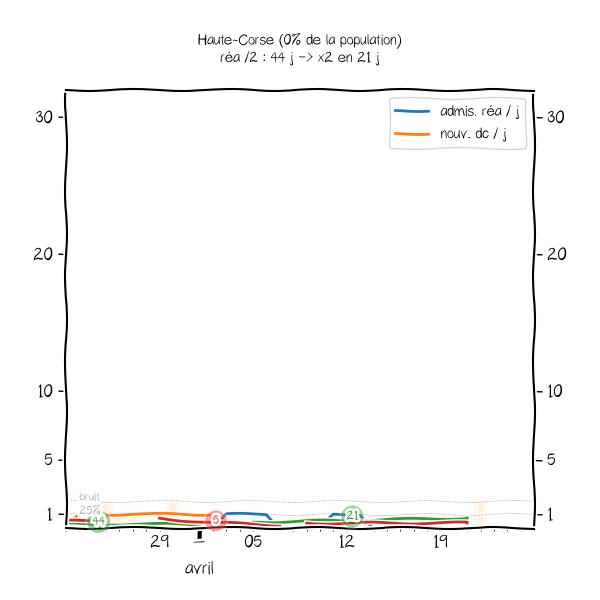 Haute-Corse (0% de la population)
réa /2 : 44 j -> x2 en 21 j
admis. réa / j
nouv. dc / j
30 30
20 20
10 10
5 5
bruit
25%
1 1
44 5 21
29 1 05 12 19
avril